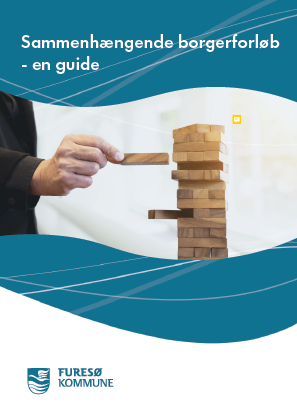 Sammenhængende borgerforløb
- en guide
FURESØ
KOMMUNE